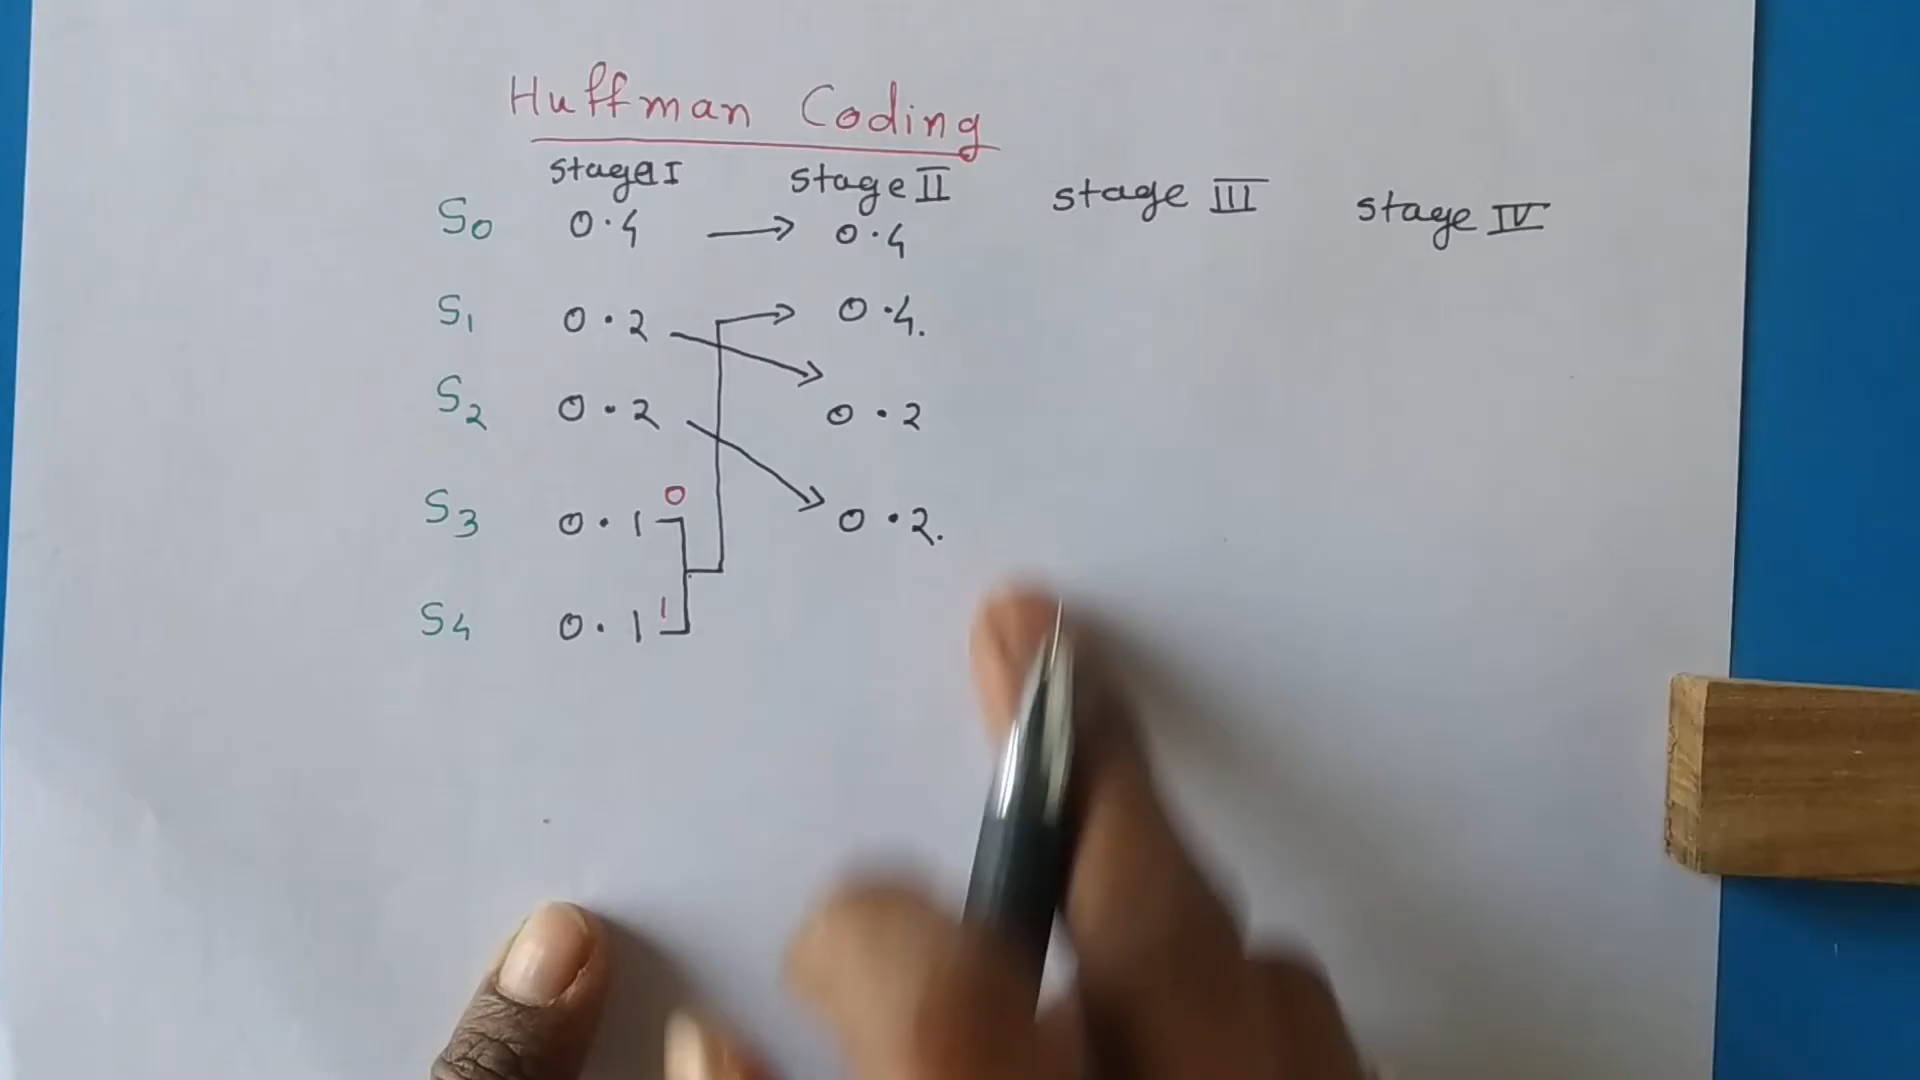 Huffman Coding
stage I stage II stage III stage IV
S0 0.4 → 0.4
S1 0.2 0.4.
S2 0.2 0.2
S3 0.1 0 0.2.
S4 0.1 1